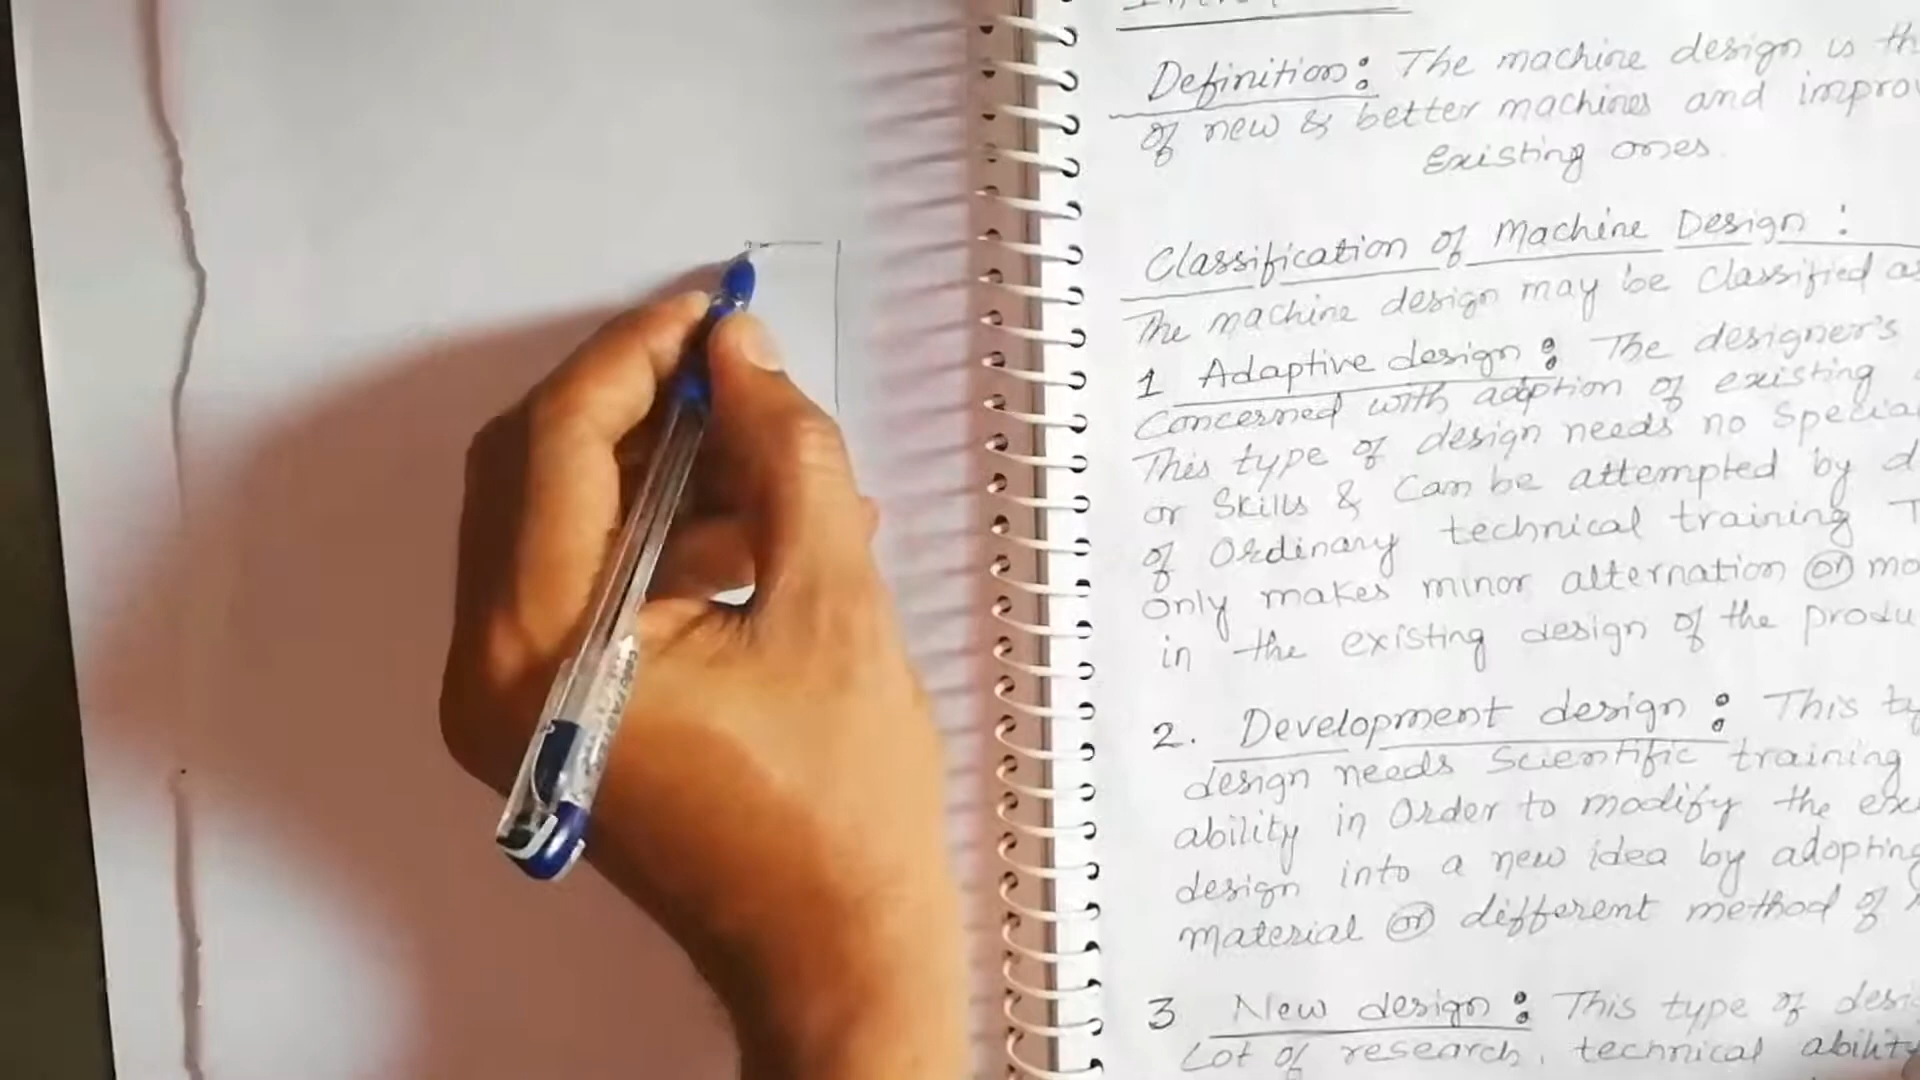 Definition: The machine design is th
of new & better machines and improv
Existing ones.
Classification of Machine Design :
The machine design may be classified as
1 Adaptive design : The designer's
Concerned with adaption of existing
This type of design needs no Specia
or Skills & Can be attempted by d
of Ordinary technical training T
Only makes minor alternation or mo
in the existing design of the produ
2. Development design : This ty
design needs Scientific training
ability in Order to modify the exi
design into a new idea by adopting
material or different method of
3 New design : This type of desi
Lot of research, technical ability